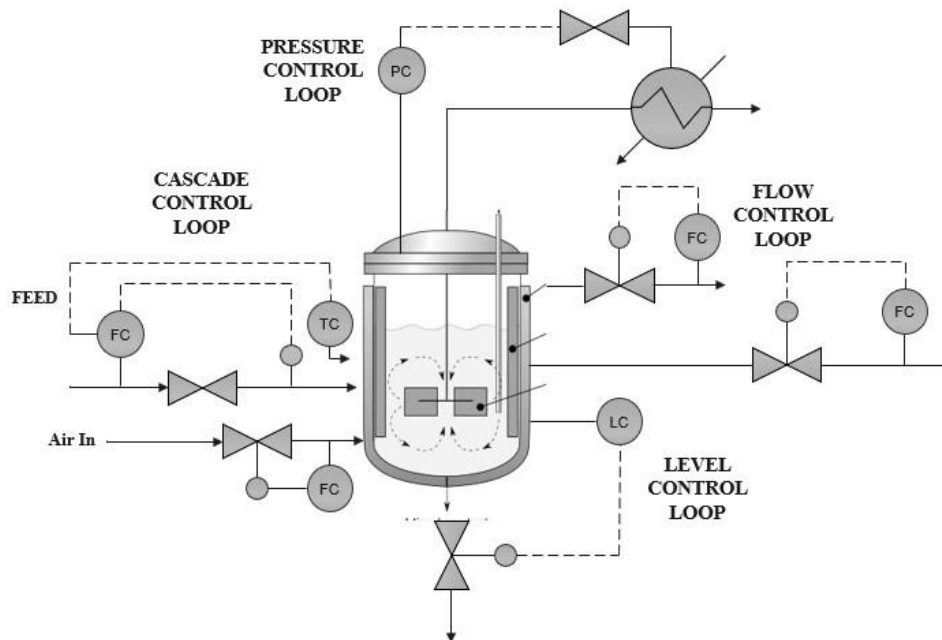 PRESSURE
CONTROL
LOOP
PC
CASCADE
CONTROL
LOOP
FLOW
CONTROL
LOOP
FC
FC
FEED
FC
TC
Air In
FC
LC
LEVEL
CONTROL
LOOP